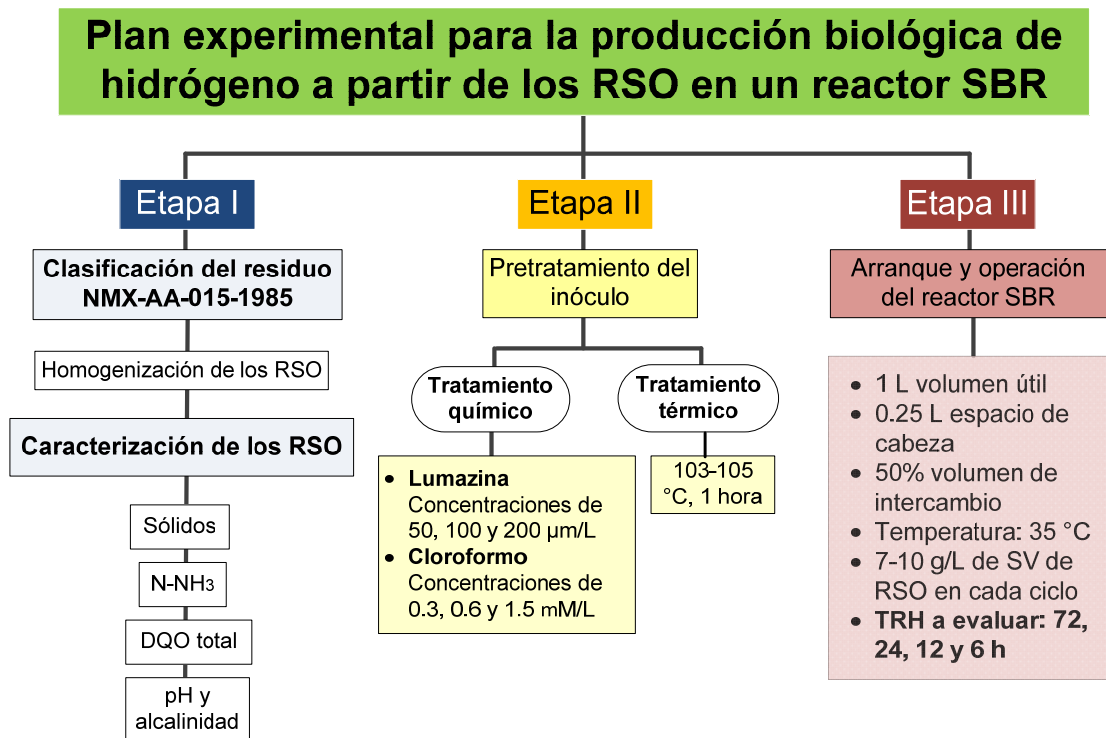 Plan experimental para la producción biológica de
hidrógeno a partir de los RSO en un reactor SBR
Etapa I
Clasificación del residuo
NMX-AA-015-1985
Homogenización de los RSO
Caracterización de los RSO
Sólidos
N-NH3
DQO total
pH y
alcalinidad
Etapa II
Pretratamiento del
inóculo
Tratamiento
químico
• Lumazina
Concentraciones de
50, 100 y 200 µm/L
• Cloroformo
Concentraciones de
0.3, 0.6 y 1.5 mM/L
Tratamiento
térmico
103-105
°C, 1 hora
Etapa III
Arranque y operación
del reactor SBR
• 1 L volumen útil
• 0.25 L espacio de
cabeza
• 50% volumen de
intercambio
• Temperatura: 35 °C
• 7-10 g/L de SV de
RSO en cada ciclo
• TRH a evaluar: 72,
24, 12 y 6 h